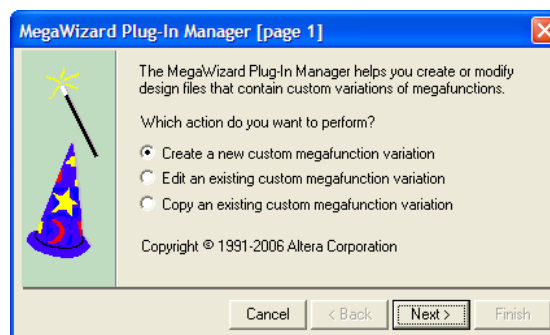 MegaWizard Plug-In Manager [page 1]
The MegaWizard Plug-In Manager helps you create or modify
design files that contain custom variations of megafunctions.
Which action do you want to perform?
Create a new custom megafunction variation
Edit an existing custom megafunction variation
Copy an existing custom megafunction variation
Copyright © 1991-2006 Altera Corporation
Cancel < Back Next > Finish